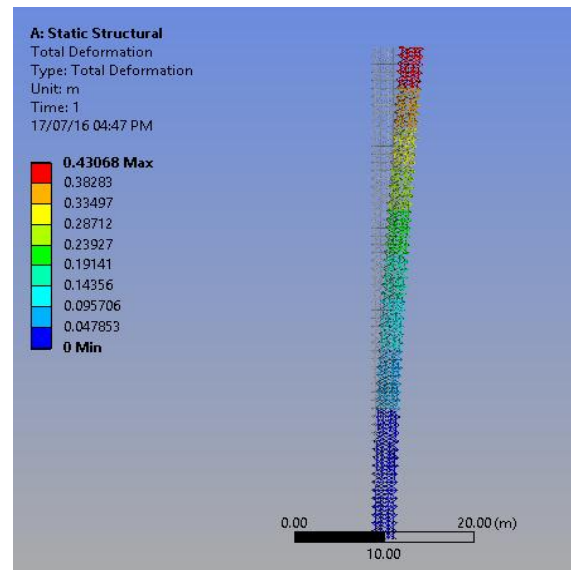 A: Static Structural
Total Deformation
Type: Total Deformation
Unit: m
Time: 1
17/07/16 04:47 PM
0.43068 Max
0.38283
0.33497
0.28712
0.23927
0.19141
0.14356
0.095706
0.047853
0 Min
0.00 20.00 (m)
10.00